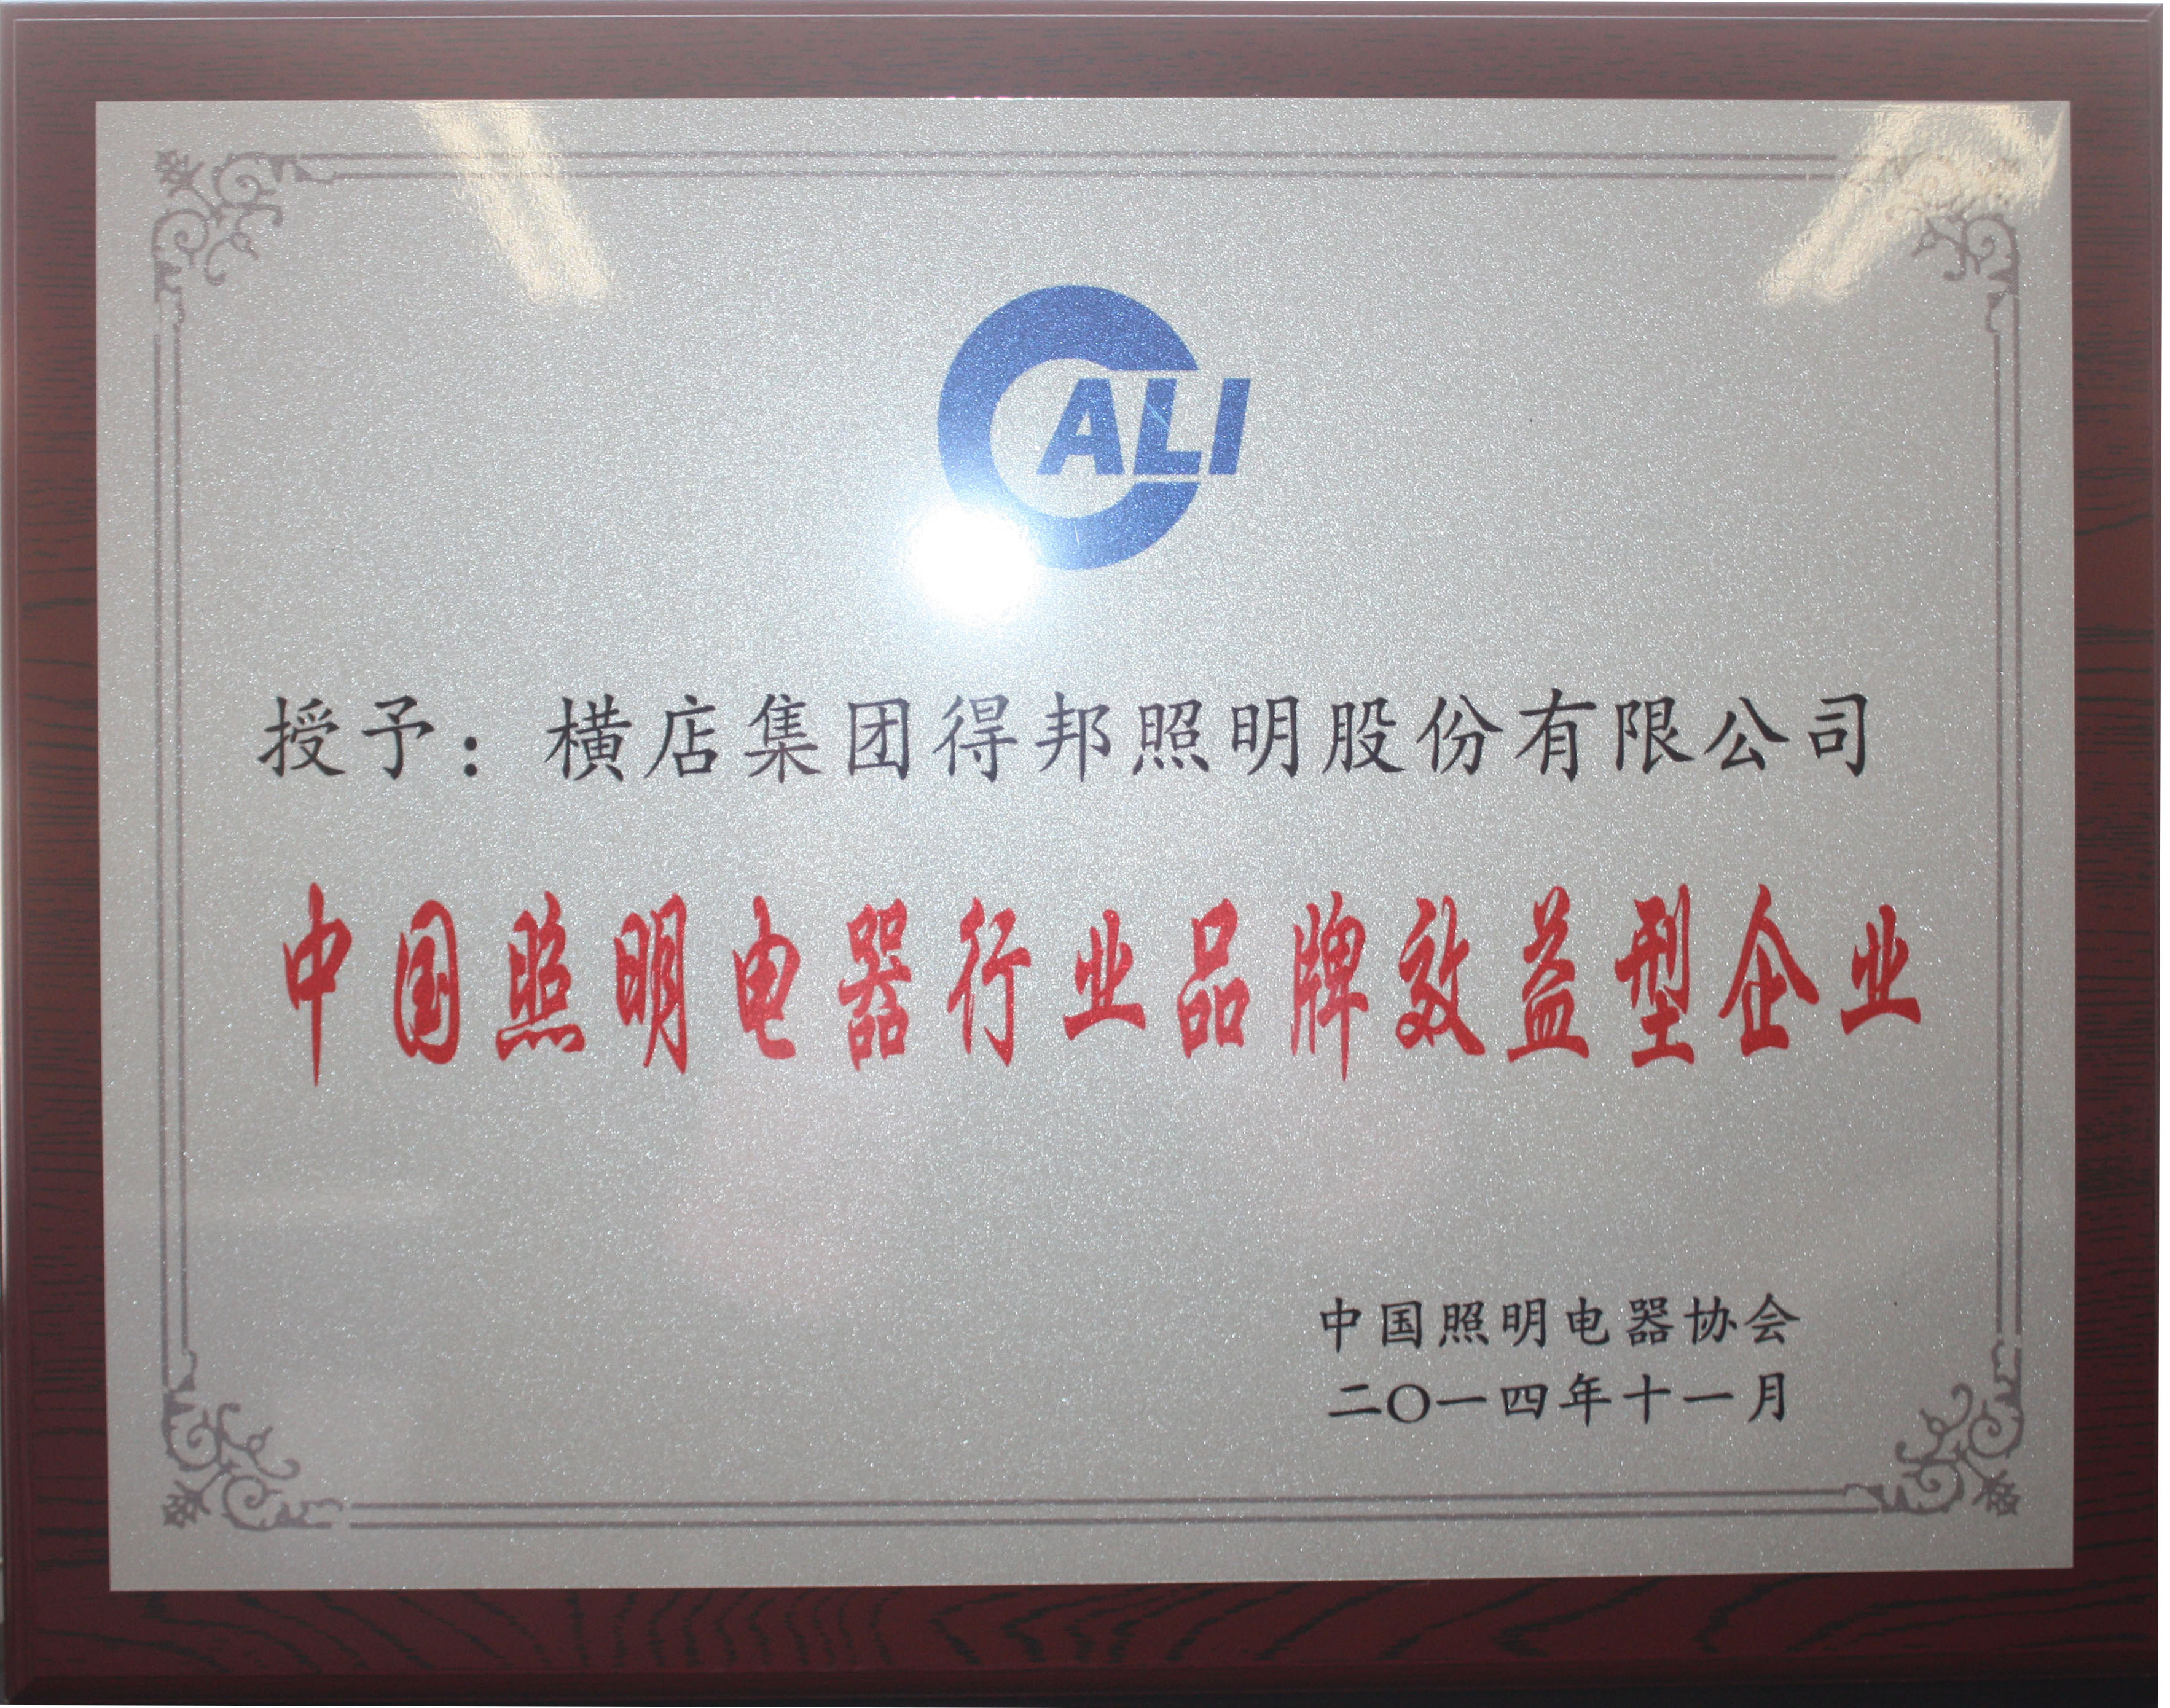 CALI
授予：横店集团得邦照明股份有限公司
中国照明电器行业品牌效益型企业
中国照明电器协会
二〇一四年十一月